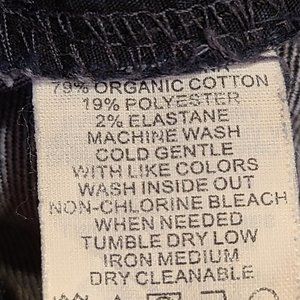 79% ORGANIC COTTON
19% POLYESTER
2% ELASTANE
MACHINE WASH
COLD GENTLE
WITH LIKE COLORS
WASH INSIDE OUT
NON-CHLORINE BLEACH
WHEN NEEDED
TUMBLE DRY LOW
IRON MEDIUM
DRY CLEANABLE